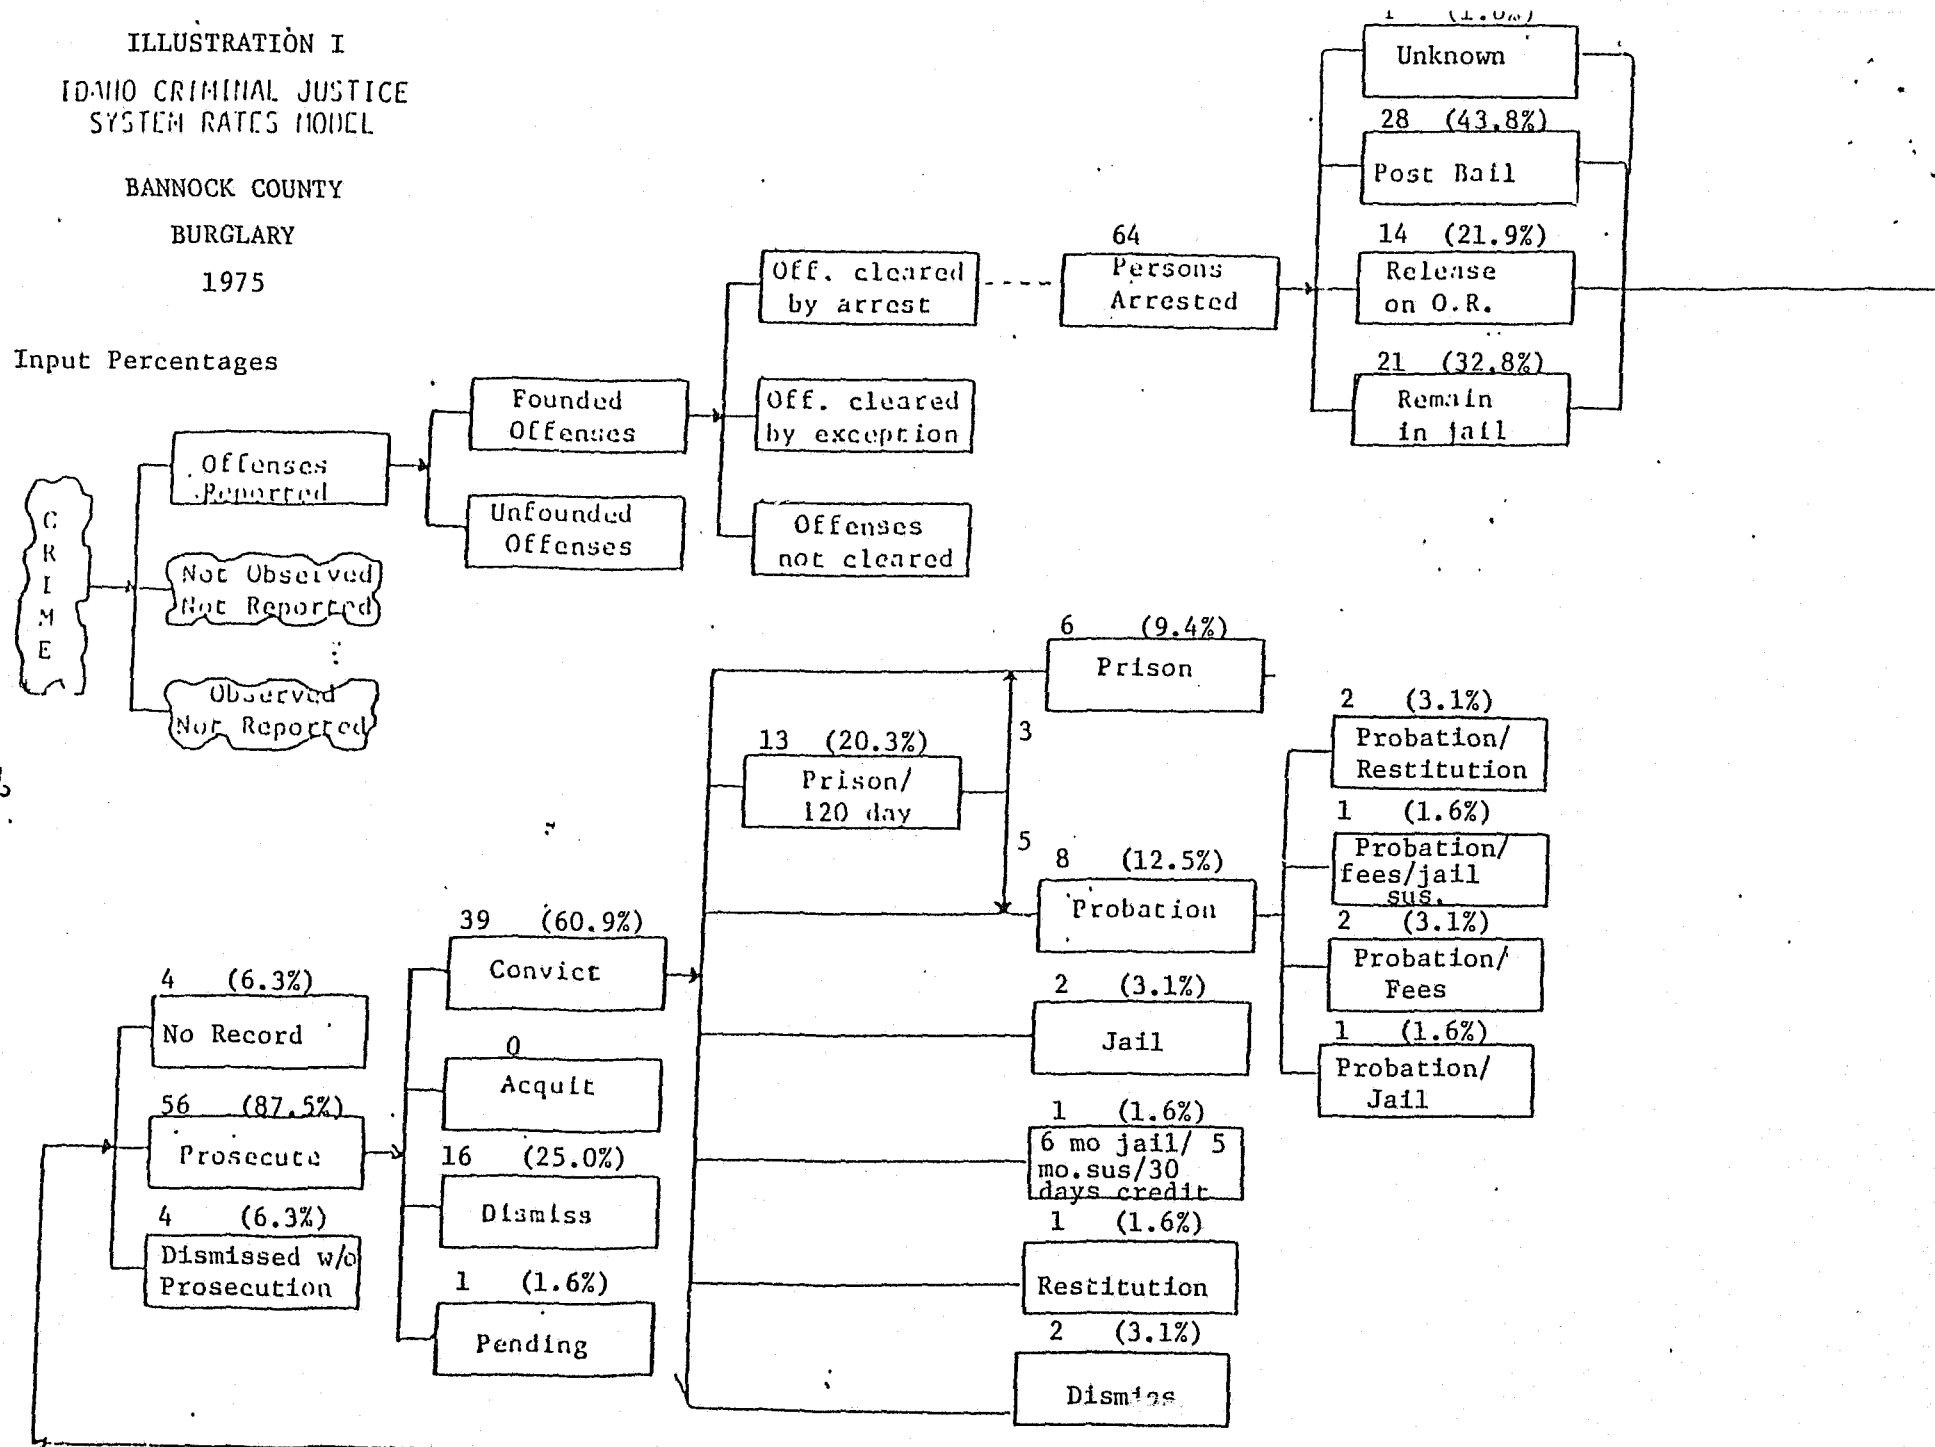 ILLUSTRATION I
IDAHO CRIMINAL JUSTICE
SYSTEM RATES MODEL
BANNOCK COUNTY
BURGLARY
1975
Input Percentages
C
R
I
M
E
Offenses
Reported
Not Observed
Not Reported
Observed
Not Reported
Founded
Offenses
Unfounded
Offenses
Off. cleared
by arrest
Off. cleared
by exception
Offenses
not cleared
64
Persons
Arrested
1 (1.6%)
Unknown
28 (43.8%)
Post Bail
14 (21.9%)
Release
on O.R.
21 (32.8%)
Remain
in jail
4 (6.3%)
No Record
56 (87.5%)
Prosecute
4 (6.3%)
Dismissed w/o
Prosecution
39 (60.9%)
Convict
0
Acquit
16 (25.0%)
Dismiss
1 (1.6%)
Pending
13 (20.3%)
Prison/
120 day
3
5
6 (9.4%)
Prison
8 (12.5%)
Probation
2 (3.1%)
Jail
1 (1.6%)
6 mo jail/ 5
mo.sus/30
days credit
1 (1.6%)
Restitution
2 (3.1%)
Dismiss
2 (3.1%)
Probation/
Restitution
1 (1.6%)
Probation/
fees/jail
sus.
2 (3.1%)
Probation/
Fees
1 (1.6%)
Probation/
Jail